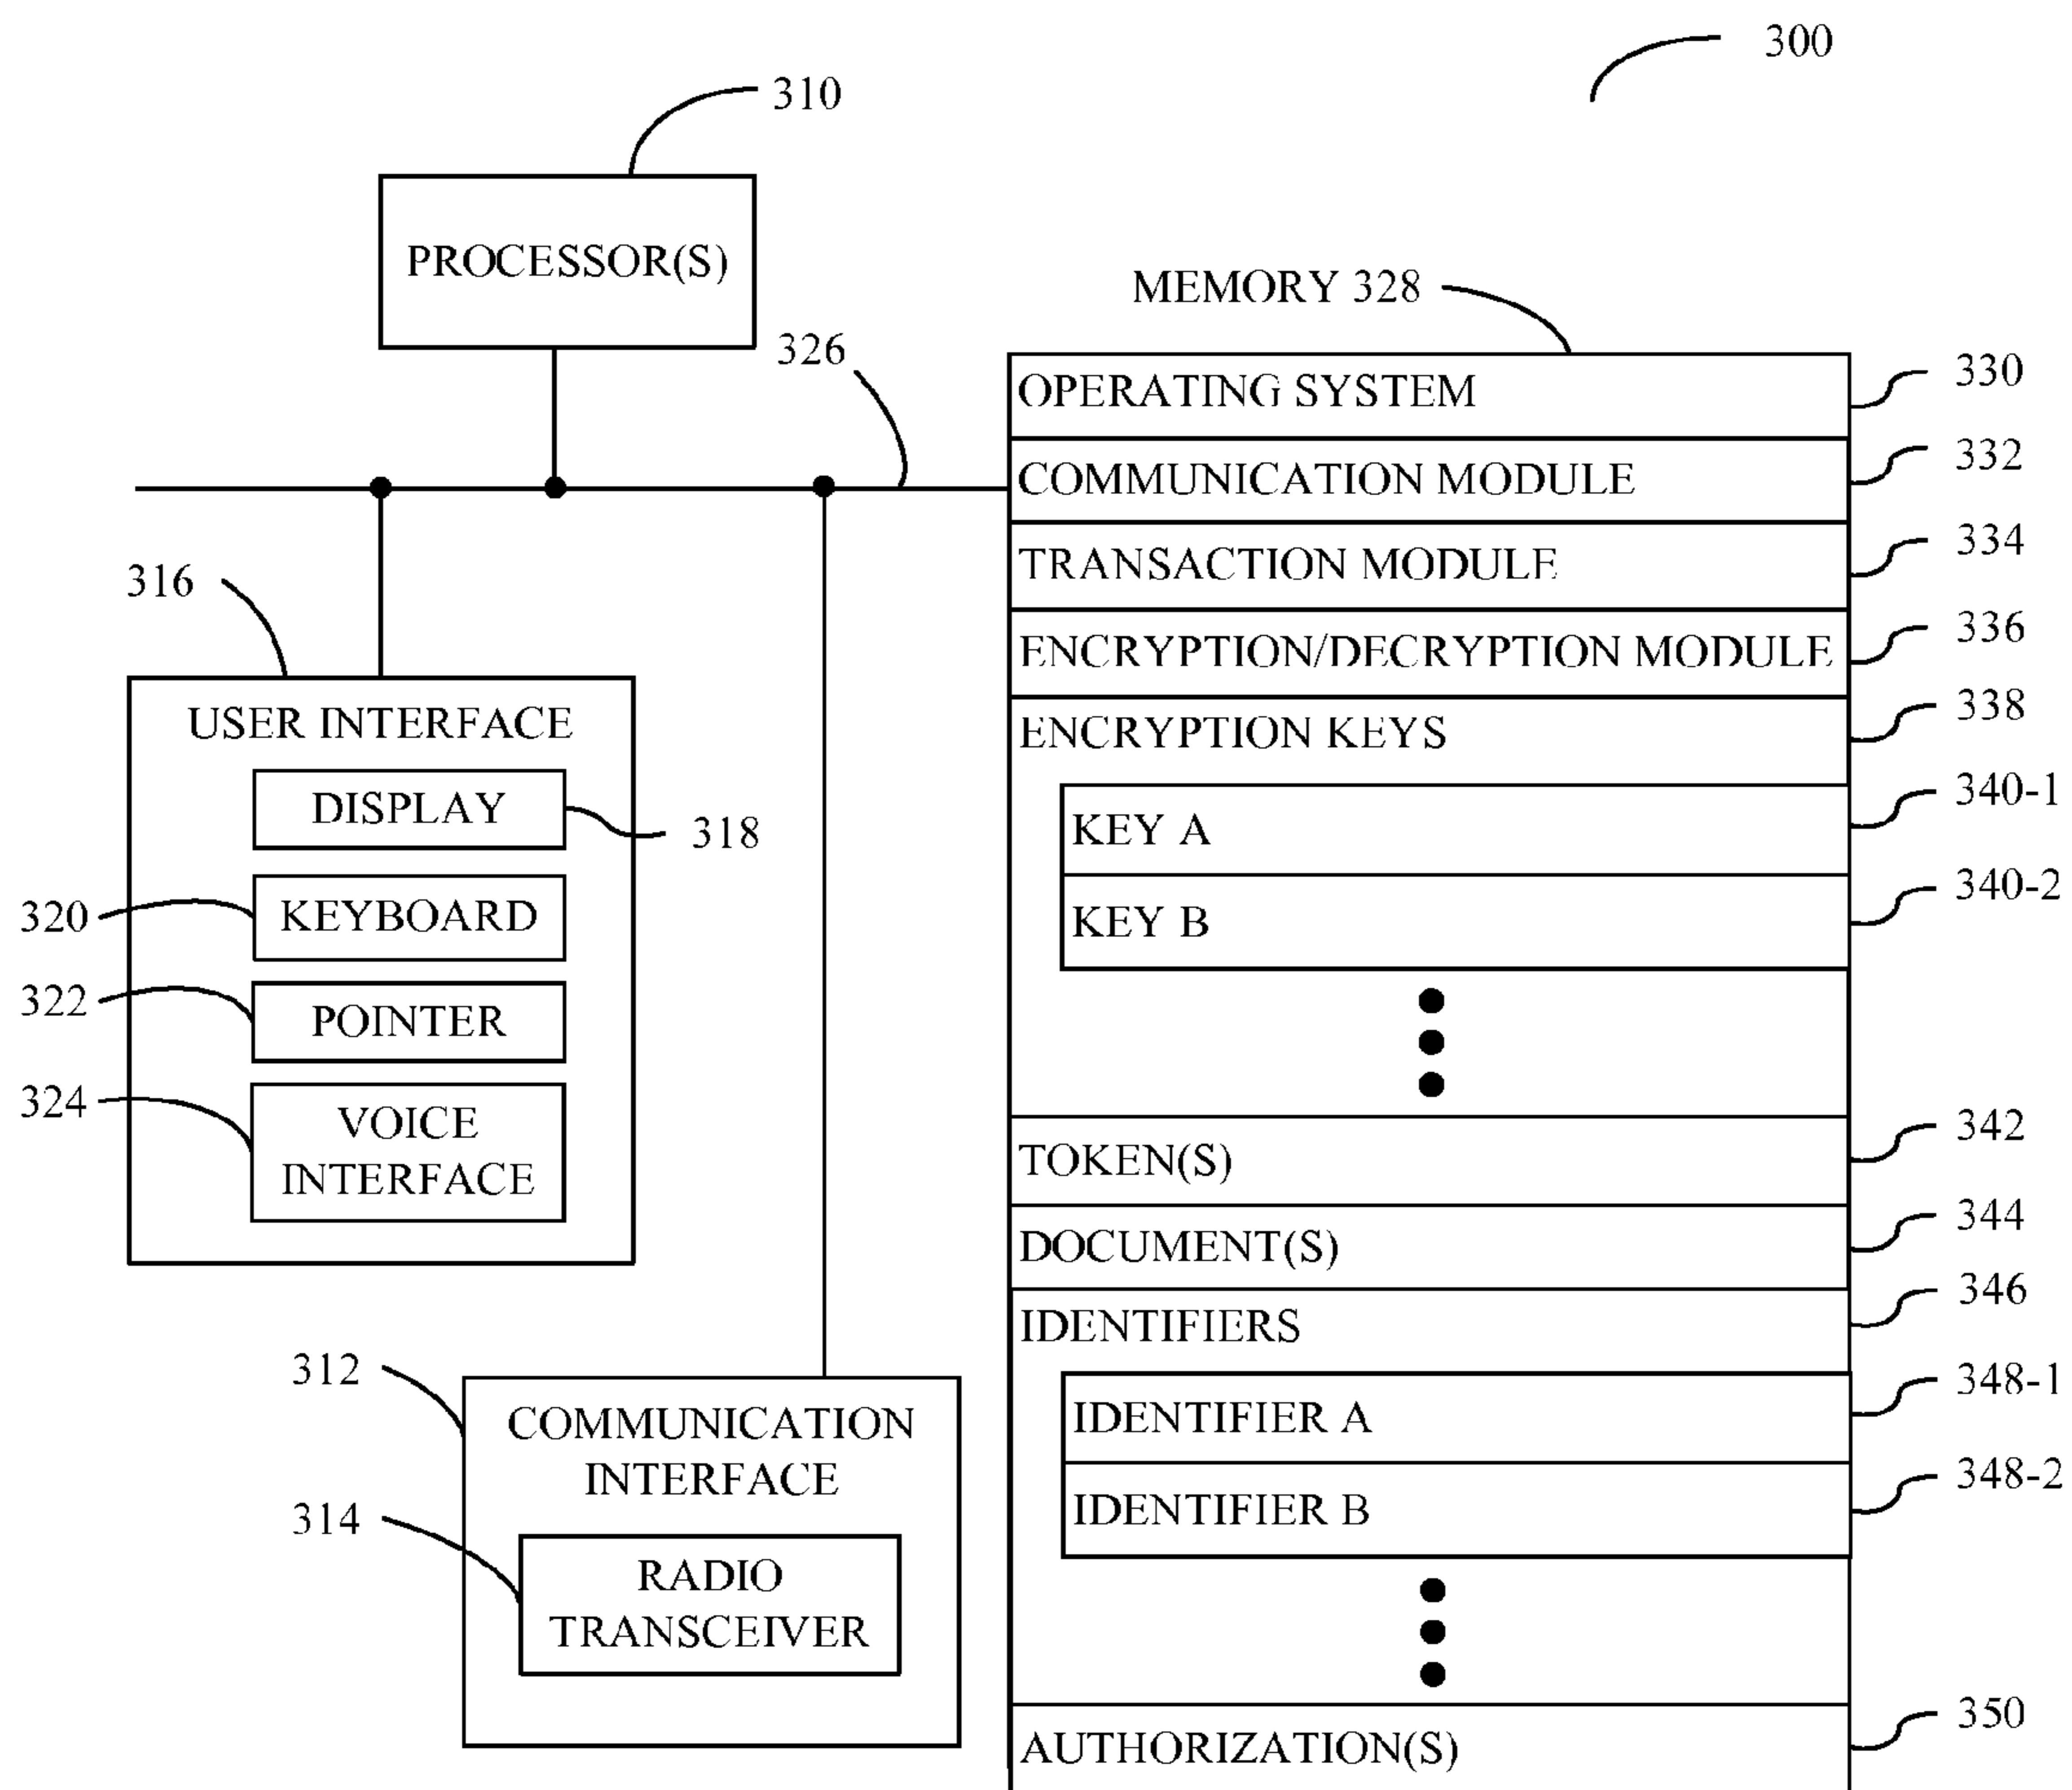 300
310
PROCESSOR(S)
MEMORY 328
326
OPERATING SYSTEM
330
COMMUNICATION MODULE
332
TRANSACTION MODULE
334
ENCRYPTION/DECRYPTION MODULE
336
ENCRYPTION KEYS
338
KEY A
340-1
KEY B
340-2
TOKEN(S)
342
DOCUMENT(S)
344
IDENTIFIERS
346
IDENTIFIER A
348-1
IDENTIFIER B
348-2
AUTHORIZATION(S)
350
316
USER INTERFACE
DISPLAY
318
320
KEYBOARD
322
POINTER
324
VOICE
INTERFACE
312
COMMUNICATION
INTERFACE
314
RADIO
TRANSCEIVER